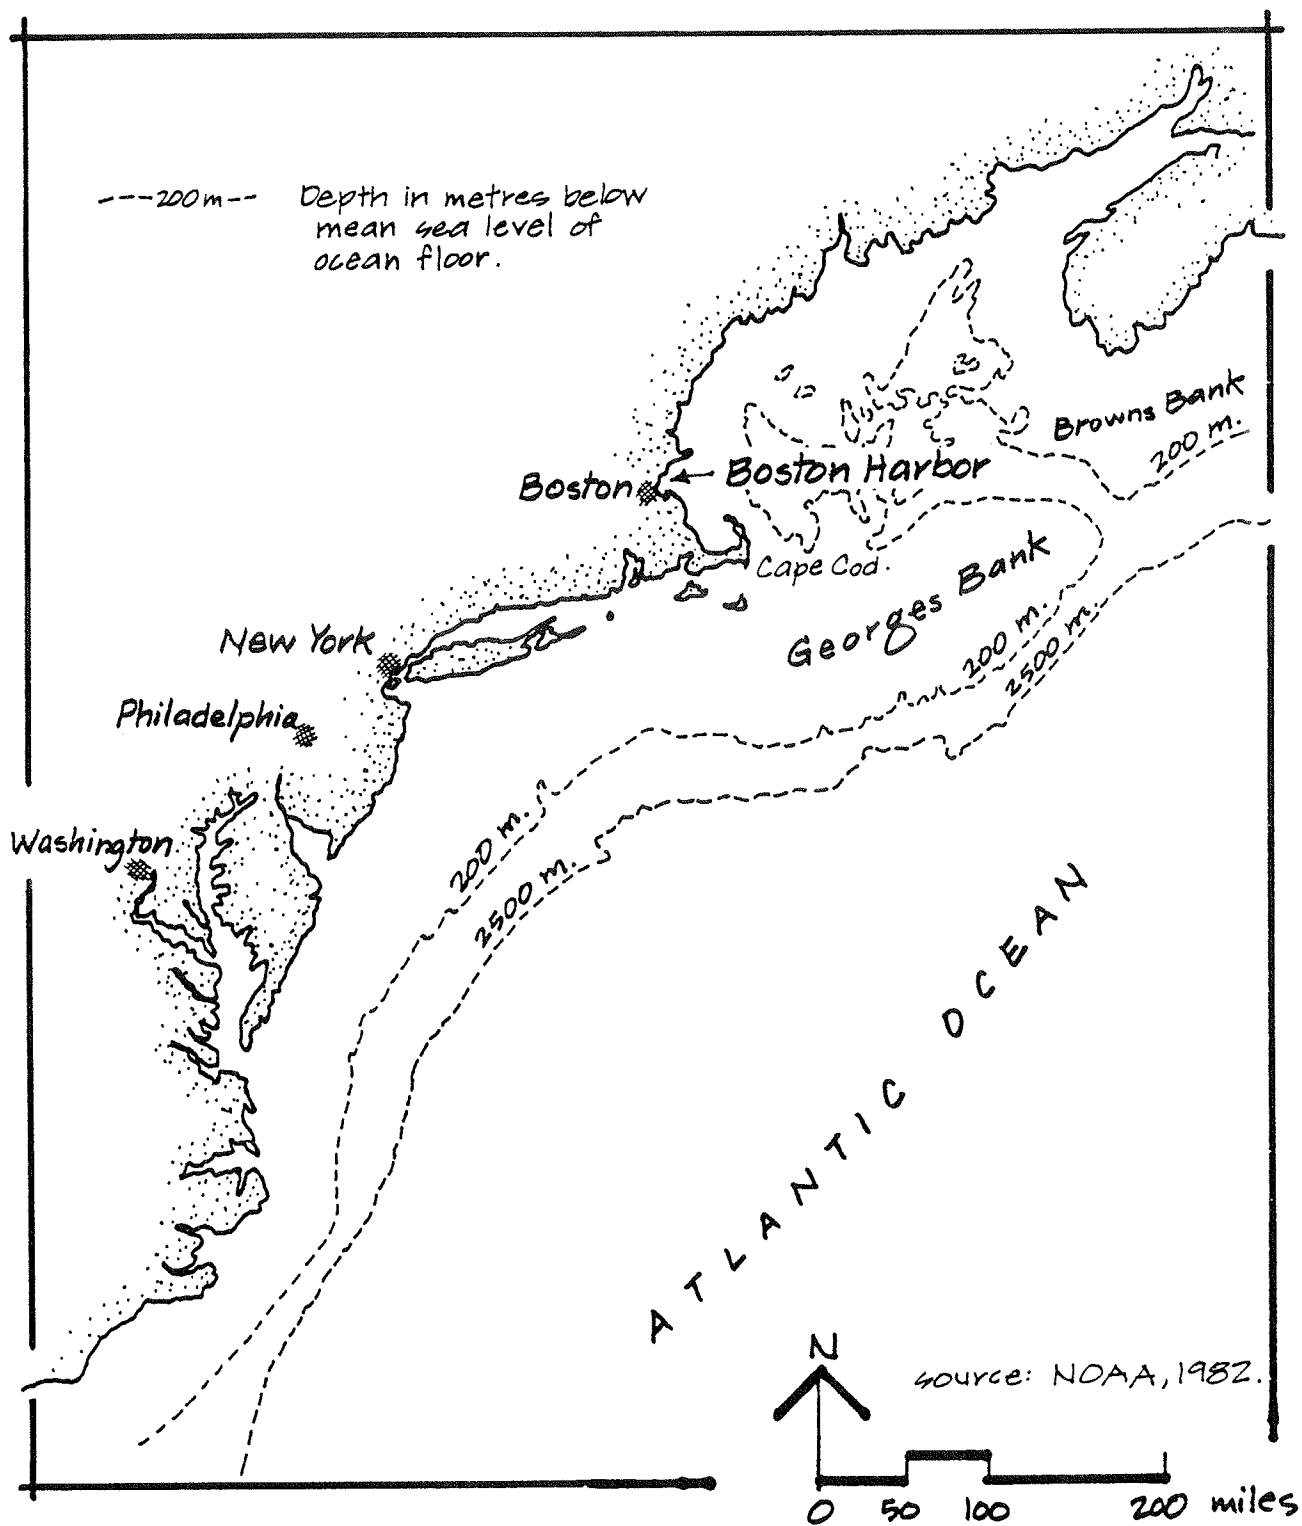 ---200m-- Depth in metres below
mean sea level of
ocean floor.
Browns Bank
200 m.
Boston
Boston Harbor
Cape Cod.
Georges Bank
200 m.
2500 m.
New York
Philadelphia
Washington
200 m.
2500 m.
ATLANTIC OCEAN
N
source: NOAA, 1982.
0 50 100 200 miles